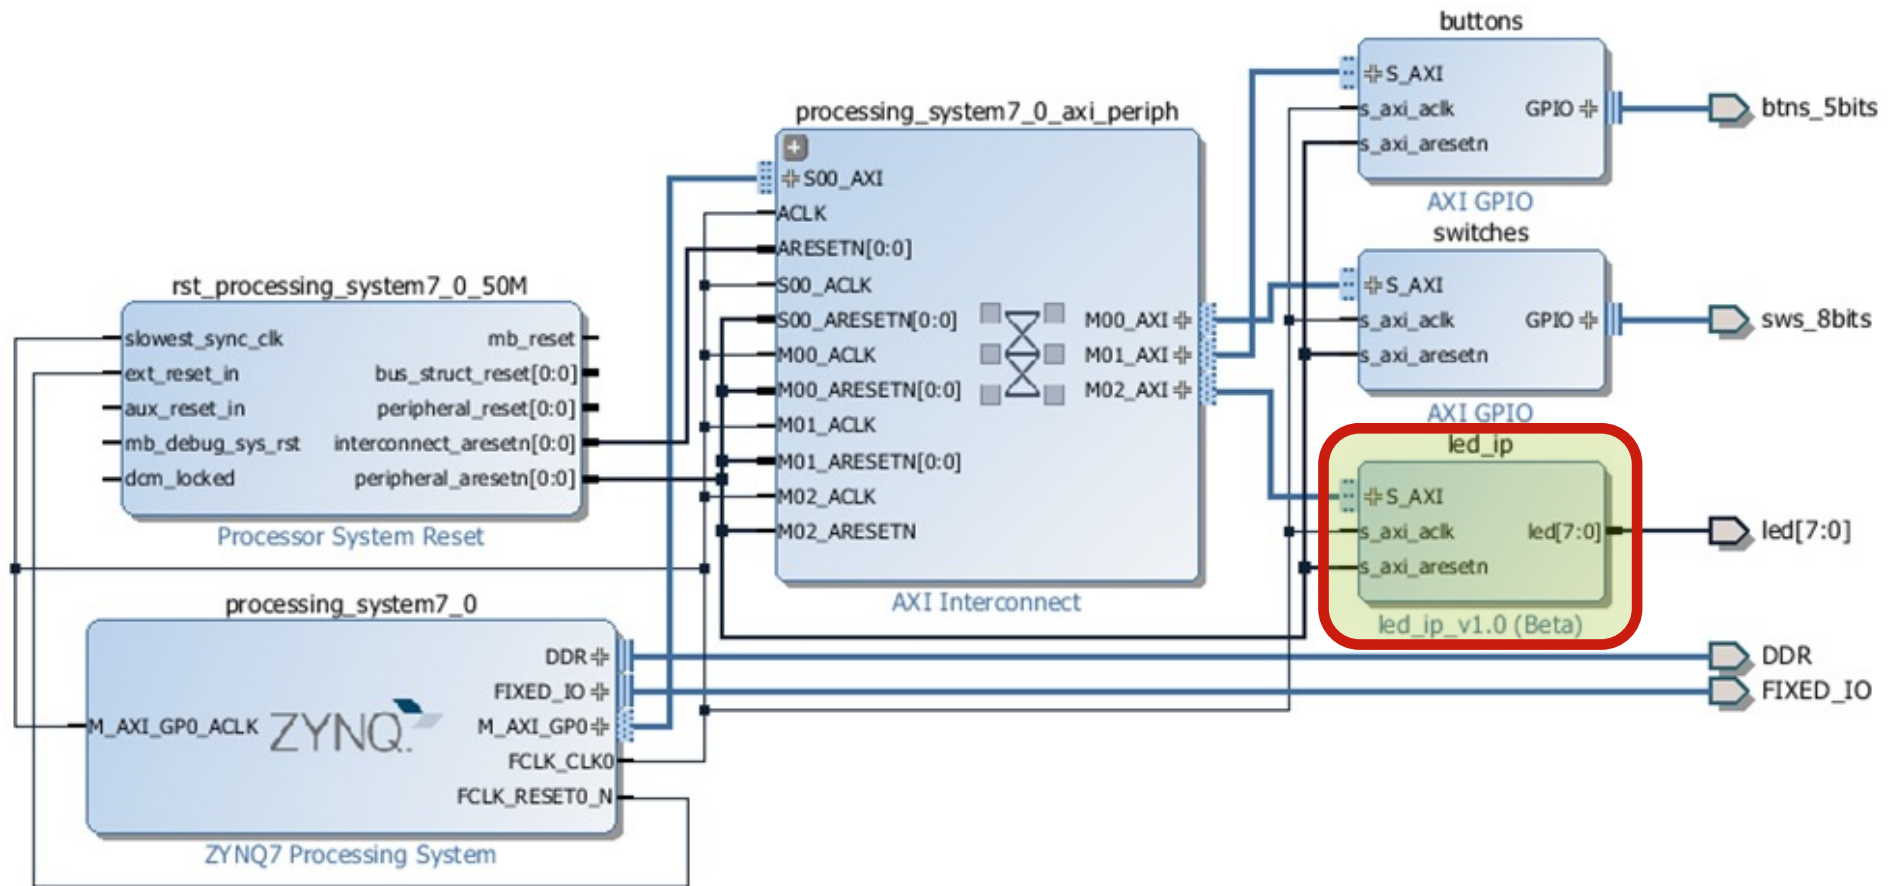 buttons
S_AXI
s_axi_aclk
s_axi_aresetn
GPIO
btns_5bits
AXI GPIO
switches
S_AXI
s_axi_aclk
s_axi_aresetn
GPIO
sws_8bits
AXI GPIO
led_ip
S_AXI
s_axi_aclk
s_axi_aresetn
led[7:0]
led[7:0]
led_ip_v1.0 (Beta)
processing_system7_0_axi_periph
S00_AXI
ACLK
ARESETN[0:0]
S00_ACLK
S00_ARESETN[0:0]
M00_ACLK
M00_ARESETN[0:0]
M01_ACLK
M01_ARESETN[0:0]
M02_ACLK
M02_ARESETN
M00_AXI
M01_AXI
M02_AXI
AXI Interconnect
rst_processing_system7_0_50M
slowest_sync_clk
ext_reset_in
aux_reset_in
mb_debug_sys_rst
dcm_locked
mb_reset
bus_struct_reset[0:0]
peripheral_reset[0:0]
interconnect_aresetn[0:0]
peripheral_aresetn[0:0]
Processor System Reset
processing_system7_0
M_AXI_GP0_ACLK
ZYNQ.
DDR
FIXED_IO
M_AXI_GP0
FCLK_CLK0
FCLK_RESET0_N
ZYNQ7 Processing System
DDR
FIXED_IO